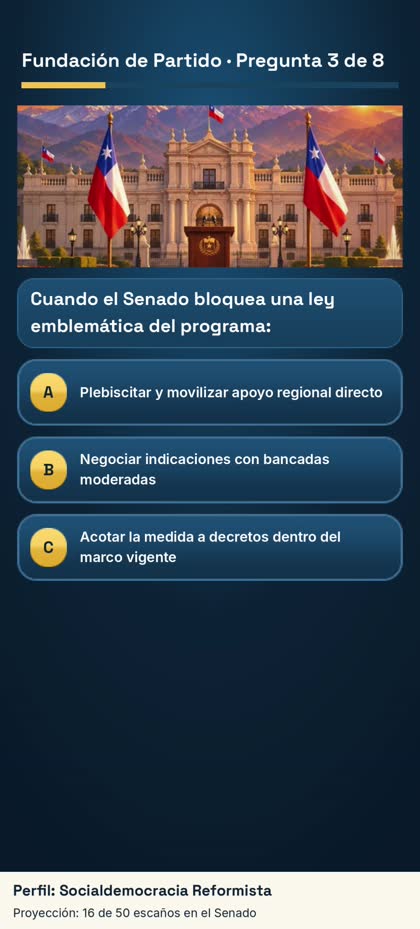 Fundación de Partido · Pregunta 3 de 8
Cuando el Senado bloquea una ley
emblemática del programa:
A
Plebiscitar y movilizar apoyo regional directo
B
Negociar indicaciones con bancadas
moderadas
C
Acotar la medida a decretos dentro del
marco vigente
Perfil: Socialdemocracia Reformista
Proyección: 16 de 50 escaños en el Senado